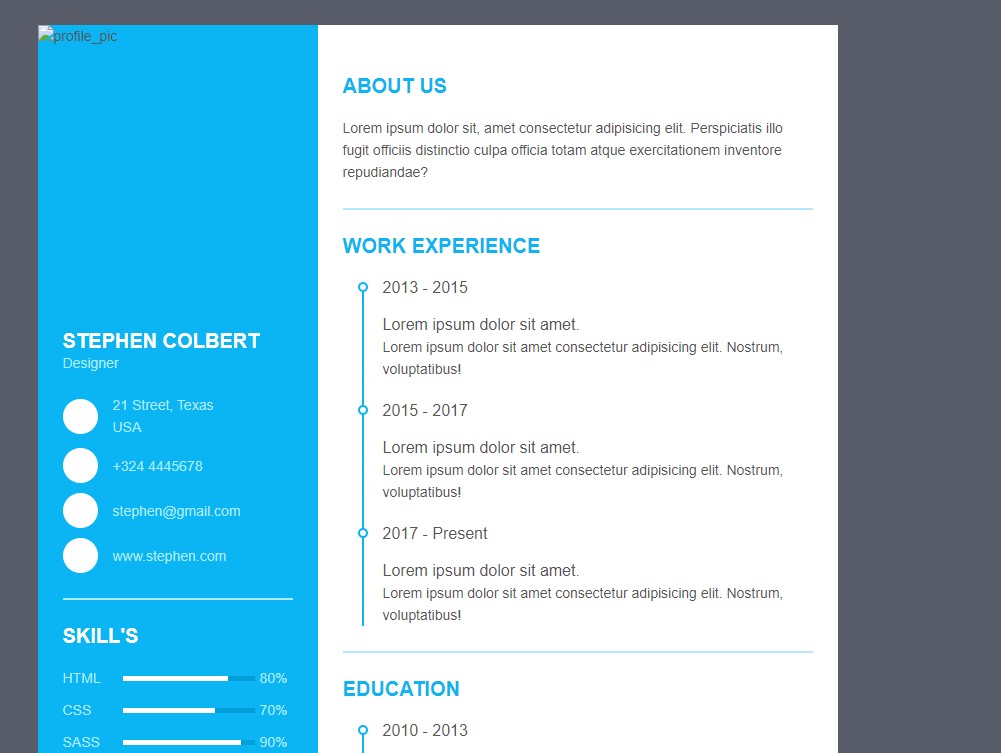 profile_pic
STEPHEN COLBERT
Designer
21 Street, Texas
USA
+324 4445678
stephen@gmail.com
www.stephen.com
SKILL'S
HTML 80%
CSS 70%
SASS 90%
ABOUT US
Lorem ipsum dolor sit, amet consectetur adipisicing elit. Perspiciatis illo
fugit officiis distinctio culpa officia totam atque exercitationem inventore
repudiandae?
WORK EXPERIENCE
2013 - 2015
Lorem ipsum dolor sit amet.
Lorem ipsum dolor sit amet consectetur adipisicing elit. Nostrum,
voluptatibus!
2015 - 2017
Lorem ipsum dolor sit amet.
Lorem ipsum dolor sit amet consectetur adipisicing elit. Nostrum,
voluptatibus!
2017 - Present
Lorem ipsum dolor sit amet.
Lorem ipsum dolor sit amet consectetur adipisicing elit. Nostrum,
voluptatibus!
EDUCATION
2010 - 2013